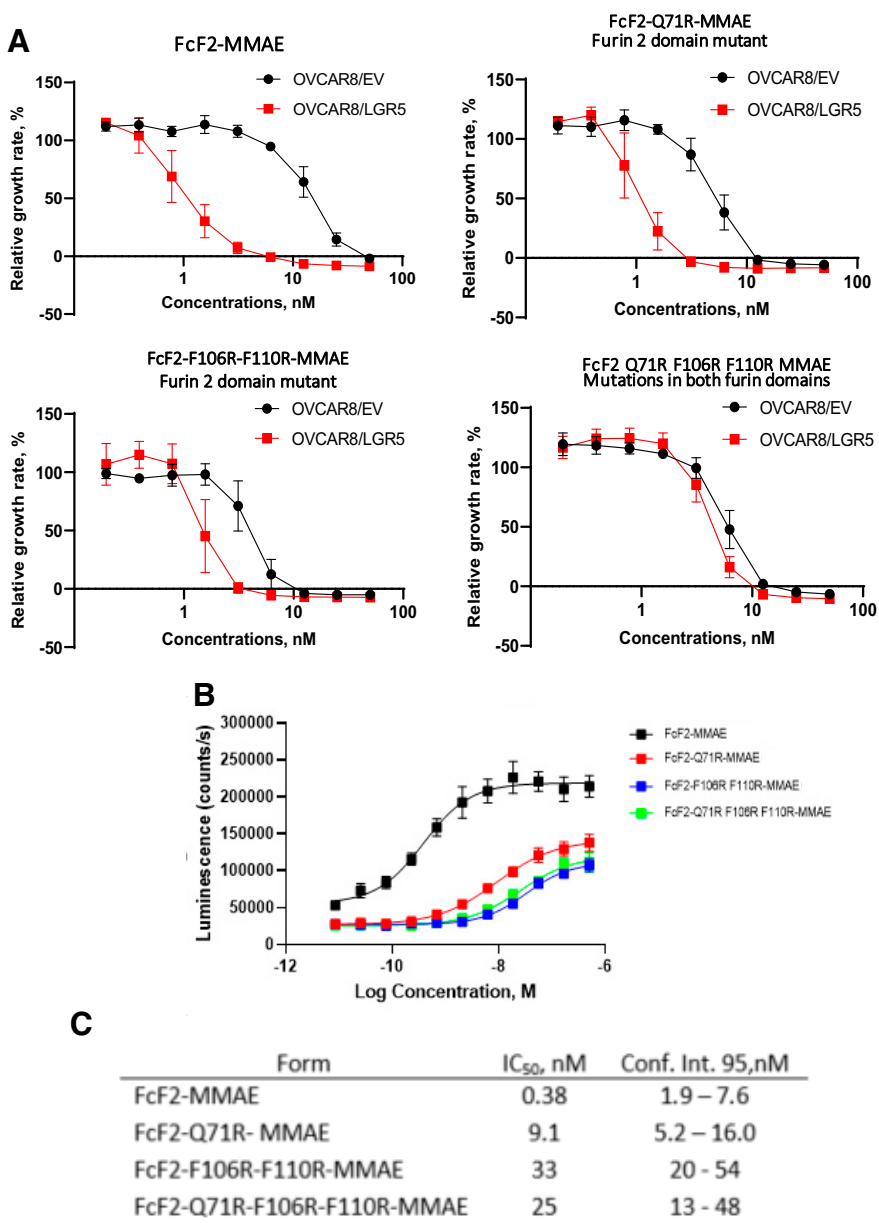 A
FcF2-MMAE
OVCAR8/EV
OVCAR8/LGR5
Relative growth rate, %
150
100
50
0
-50
1
10
100
Concentrations, nM
FcF2-Q71R-MMAE
Furin 2 domain mutant
OVCAR8/EV
OVCAR8/LGR5
Relative growth rate, %
150
100
50
0
-50
1
10
100
Concentrations, nM
FcF2-F106R-F110R-MMAE
Furin 2 domain mutant
OVCAR8/EV
OVCAR8/LGR5
Relative growth rate, %
150
100
50
0
-50
1
10
100
Concentrations, nM
FcF2 Q71R F106R F110R MMAE
Mutations in both furin domains
OVCAR8/EV
OVCAR8/LGR5
Relative growth rate, %
150
100
50
0
-50
1
10
100
Concentrations, nM
B
Luminescence (counts/s)
300000
250000
200000
150000
100000
50000
0
-12
-10
-8
-6
Log Concentration, M
FcF2-MMAE
FcF2-Q71R-MMAE
FcF2-F106R F110R-MMAE
FcF2-Q71R F106R F110R-MMAE
C
Form IC₅₀, nM Conf. Int. 95,nM
FcF2-MMAE 0.38 1.9 – 7.6
FcF2-Q71R- MMAE 9.1 5.2 – 16.0
FcF2-F106R-F110R-MMAE 33 20 - 54
FcF2-Q71R-F106R-F110R-MMAE 25 13 - 48